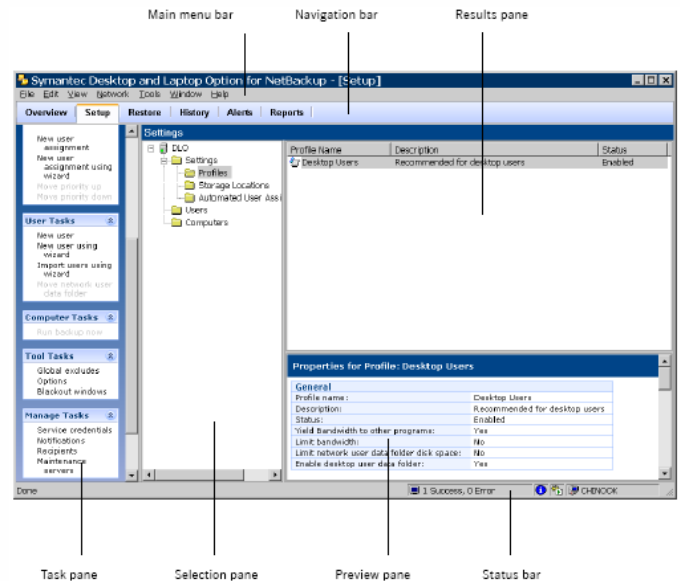 Main menu bar
Navigation bar
Results pane
Symantec Desktop and Laptop Option for NetBackup - [Setup]
File Edit View Network Tools Window Help
Overview Setup Restore History Alerts Reports
New user
assignment
New user
assignment using
wizard
Move priority up
Move priority down
User Tasks
New user
New user using
wizard
Import users using
wizard
Move network user
data folder
Computer Tasks
Run backup now
Tool Tasks
Global excludes
Options
Blackout windows
Manage Tasks
Service credentials
Notifications
Recipients
Maintenance
servers
Settings
DLO
Settings
Profiles
Storage Locations
Automated User Assi
Users
Computers
Profile Name Description Status
Desktop Users Recommended for desktop users Enabled
Properties for Profile: Desktop Users
General
Profile name: Desktop Users
Description: Recommended for desktop users
Status: Enabled
Yield Bandwidth to other programs: Yes
Limit bandwidth: No
Limit network user data folder disk space: No
Enable desktop user data folder: Yes
Done
1 Success, 0 Error
CHINOOK
Task pane
Selection pane
Preview pane
Status bar